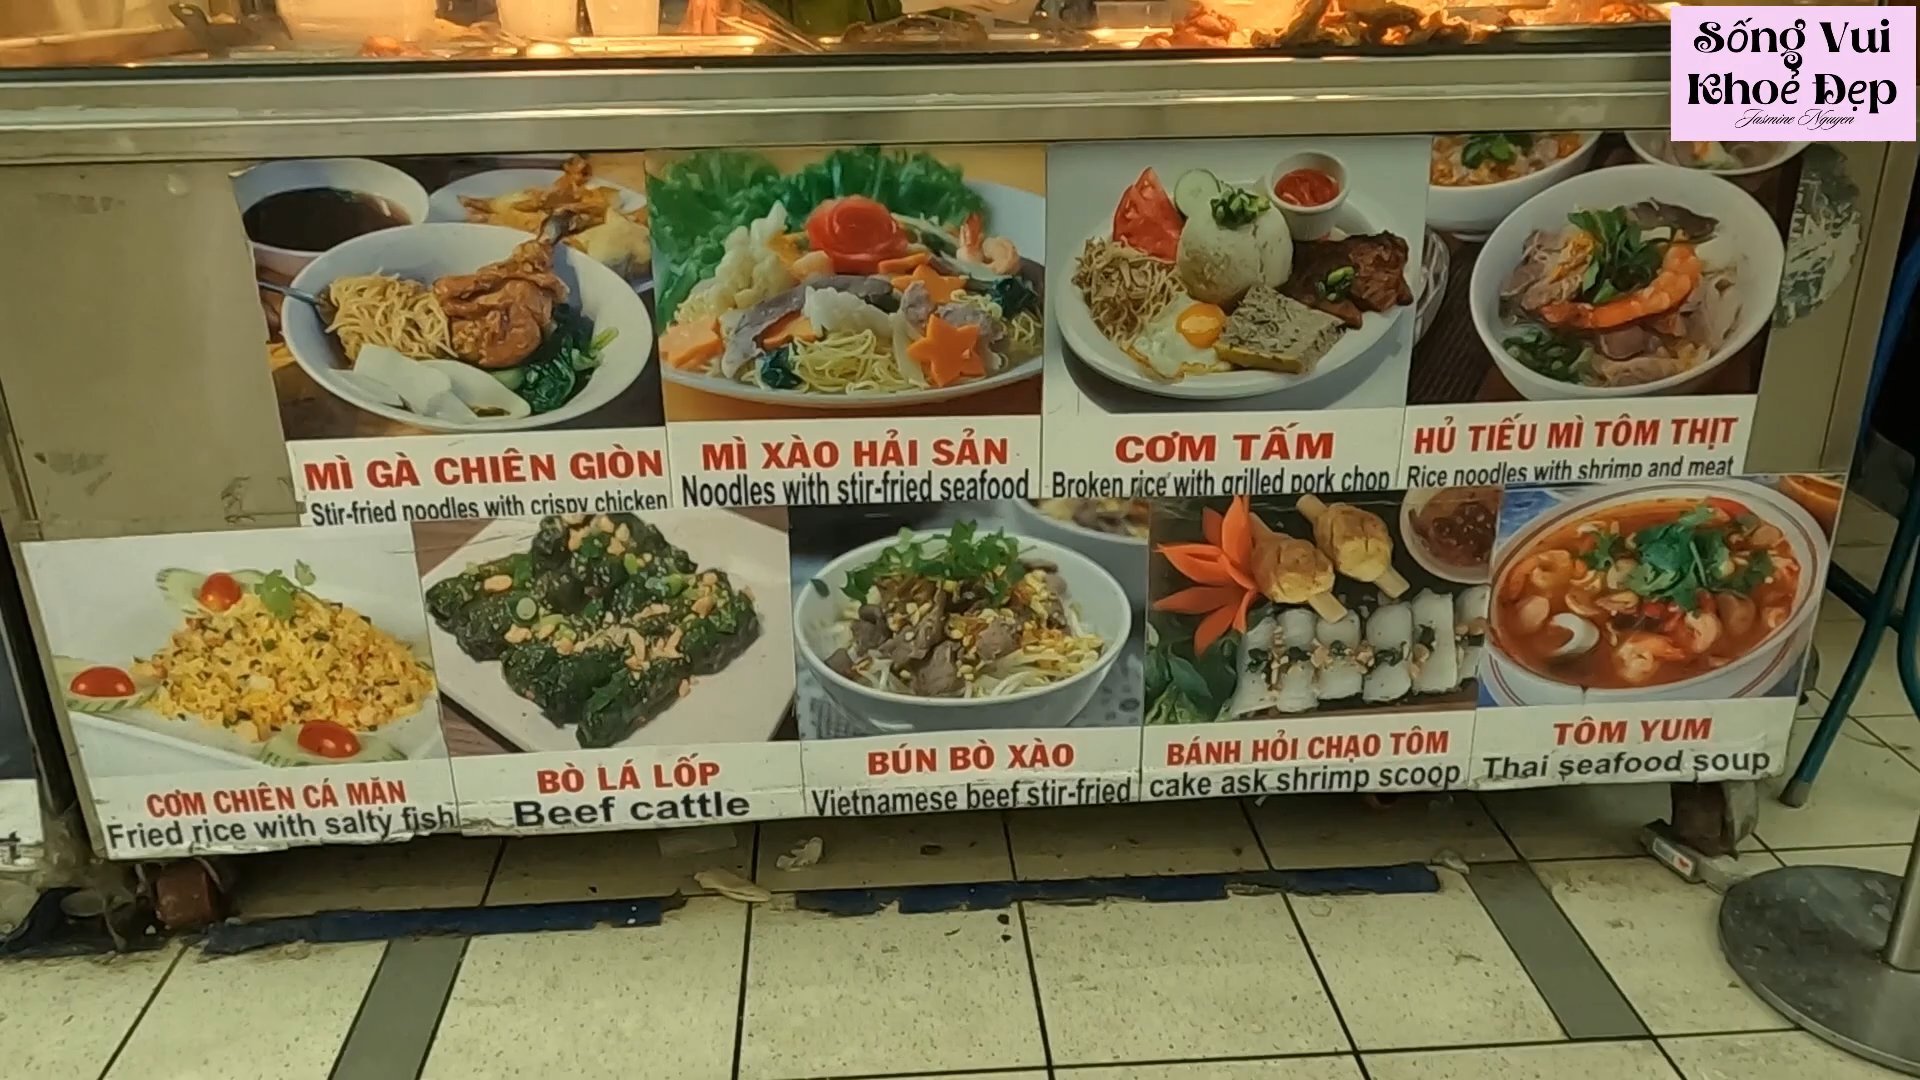 Sống Vui
Khoẻ Đẹp
Jasmine Nguyen
MÌ GÀ CHIÊN GIÒN
Stir-fried noodles with crispy chicken
MÌ XÀO HẢI SẢN
Noodles with stir-fried seafood
CƠM TẤM
Broken rice with grilled pork chop
HỦ TIẾU MÌ TÔM THỊT
Rice noodles with shrimp and meat
CƠM CHIÊN CÁ MẶN
Fried rice with salty fish
BÒ LÁ LỐP
Beef cattle
BÚN BÒ XÀO
Vietnamese beef stir-fried
BÁNH HỎI CHẠO TÔM
cake ask shrimp scoop
TÔM YUM
Thai seafood soup